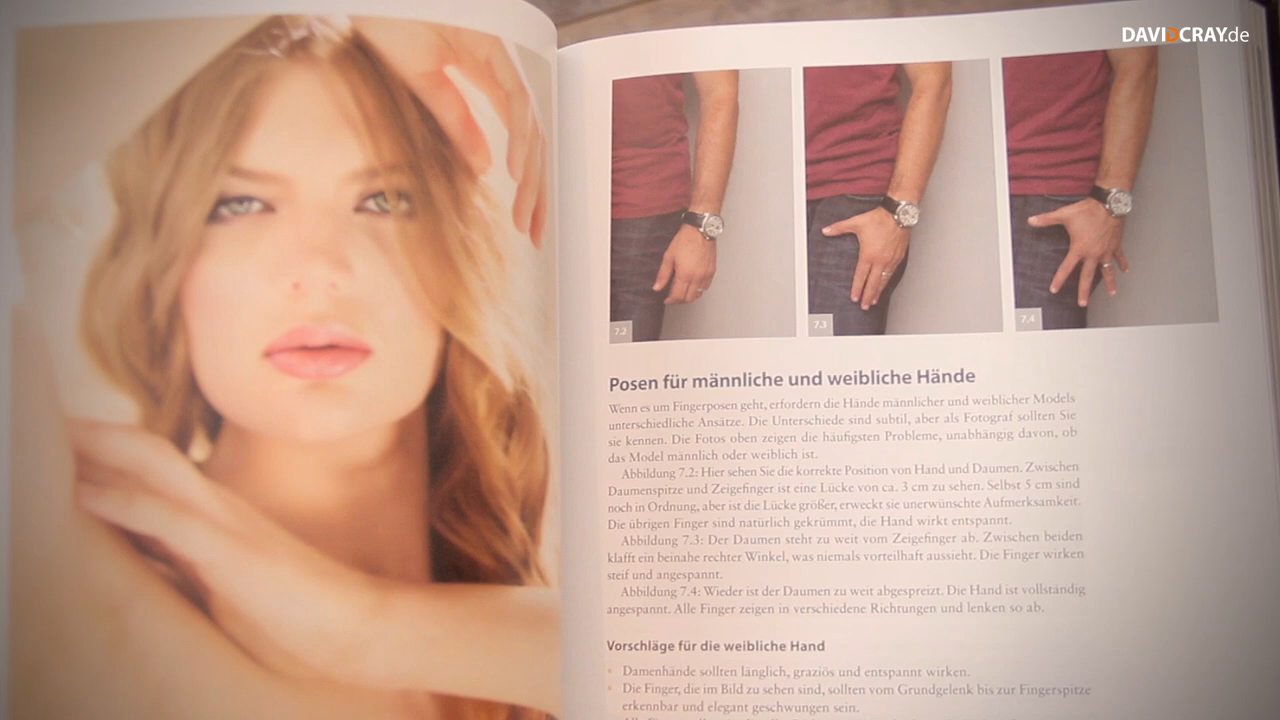 DAVIDCRAY.de
7.2
7.3
7.4
Posen für männliche und weibliche Hände
Wenn es um Fingerposen geht, erfordern die Hände männlicher und weiblicher Models
unterschiedliche Ansätze. Die Unterschiede sind subtil, aber als Fotograf sollten Sie
sie kennen. Die Fotos oben zeigen die häufigsten Probleme, unabhängig davon, ob
das Model männlich oder weiblich ist.
Abbildung 7.2: Hier sehen Sie die korrekte Position von Hand und Daumen. Zwischen
Daumenspitze und Zeigefinger ist eine Lücke von ca. 3 cm zu sehen. Selbst 5 cm sind
noch in Ordnung, aber ist die Lücke größer, erweckt sie unerwünschte Aufmerksamkeit.
Die übrigen Finger sind natürlich gekrümmt, die Hand wirkt entspannt.
Abbildung 7.3: Der Daumen steht zu weit vom Zeigefinger ab. Zwischen beiden
klafft ein beinahe rechter Winkel, was niemals vorteilhaft aussieht. Die Finger wirken
steif und angespannt.
Abbildung 7.4: Wieder ist der Daumen zu weit abgespreizt. Die Hand ist vollständig
angespannt. Alle Finger zeigen in verschiedene Richtungen und lenken so ab.
Vorschläge für die weibliche Hand
Damenhände sollten länglich, graziös und entspannt wirken.
Die Finger, die im Bild zu sehen sind, sollten vom Grundgelenk bis zur Fingerspitze
erkennbar und elegant geschwungen sein.